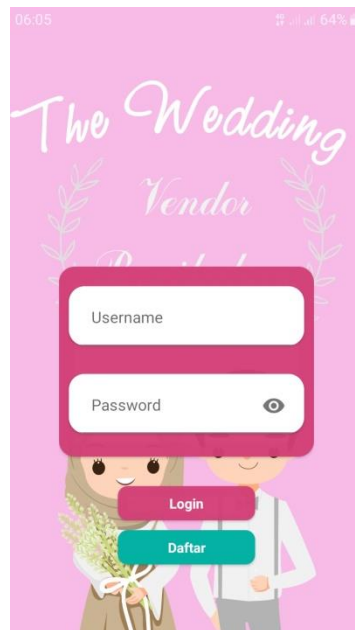 06:05
64%
The Wedding
Vendor
Username
Password
Login
Daftar